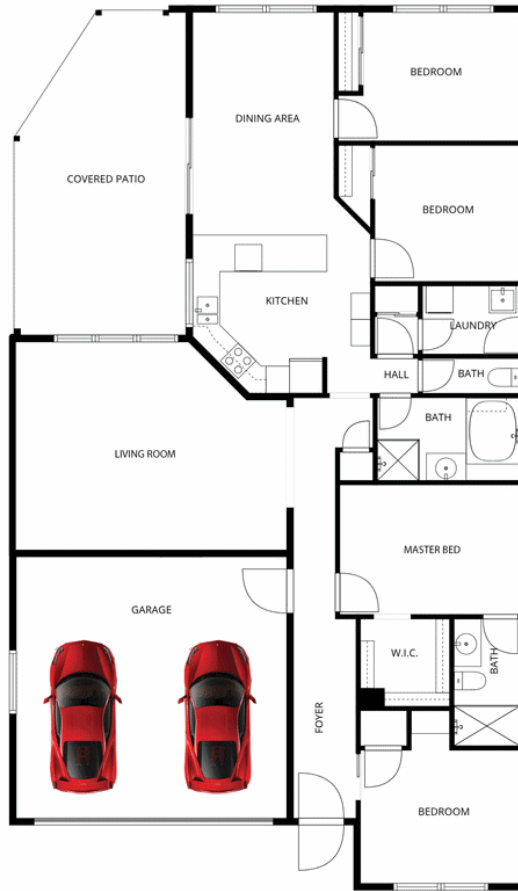 BEDROOM
DINING AREA
COVERED PATIO
BEDROOM
KITCHEN
LAUNDRY
HALL
BATH
BATH
LIVING ROOM
MASTER BED
GARAGE
W.I.C.
BATH
FOYER
BEDROOM